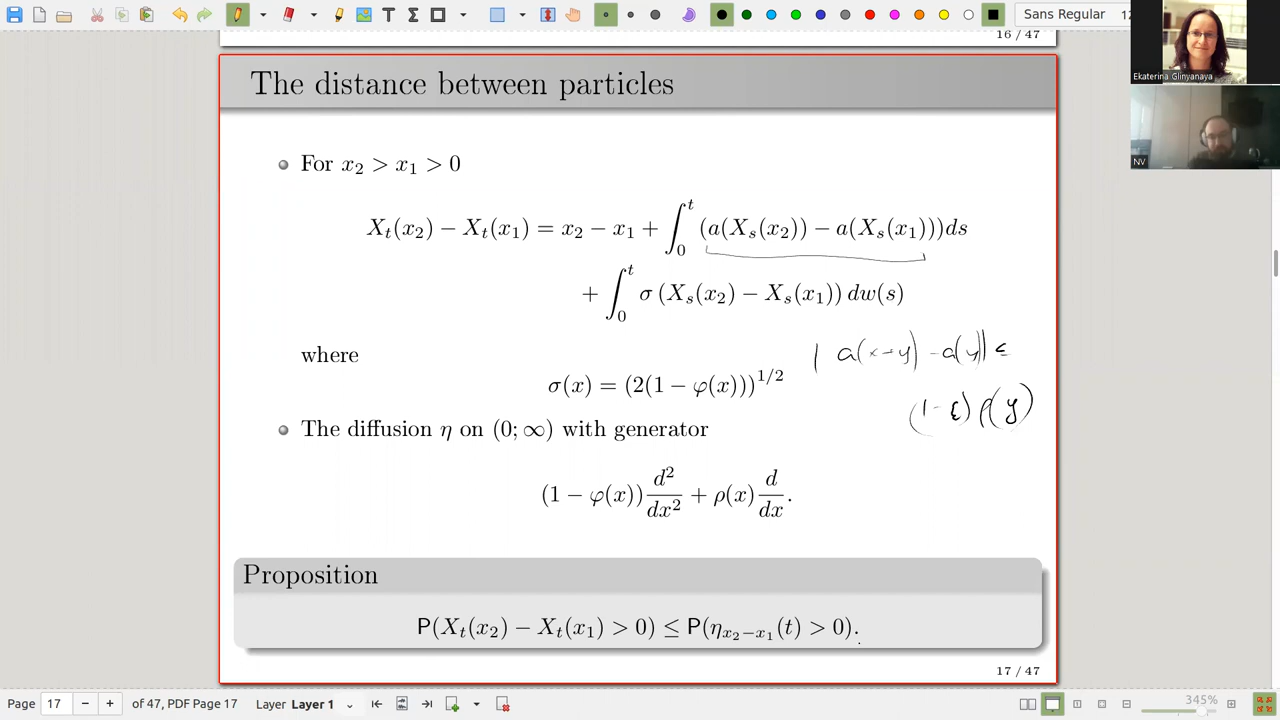 Sans Regular 12
16 / 47
Ekaterina Glinyanaya
NV
The distance between particles
For x₂ > x₁ > 0
Xₜ(x₂) − Xₜ(x₁) = x₂ − x₁ + ∫₀ᵗ (a(Xₛ(x₂)) − a(Xₛ(x₁)))ds
+ ∫₀ᵗ σ (Xₛ(x₂) − Xₛ(x₁)) dw(s)
where
σ(x) = (2(1 − φ(x)))^{1/2}
The diffusion η on (0; ∞) with generator
(1 − φ(x)) d²/dx² + ρ(x) d/dx.
Proposition
P(Xₜ(x₂) − Xₜ(x₁) > 0) ≤ P(η_{x₂−x₁}(t) > 0).
17 / 47
Page 17 − + of 47, PDF Page 17 Layer Layer 1 345%